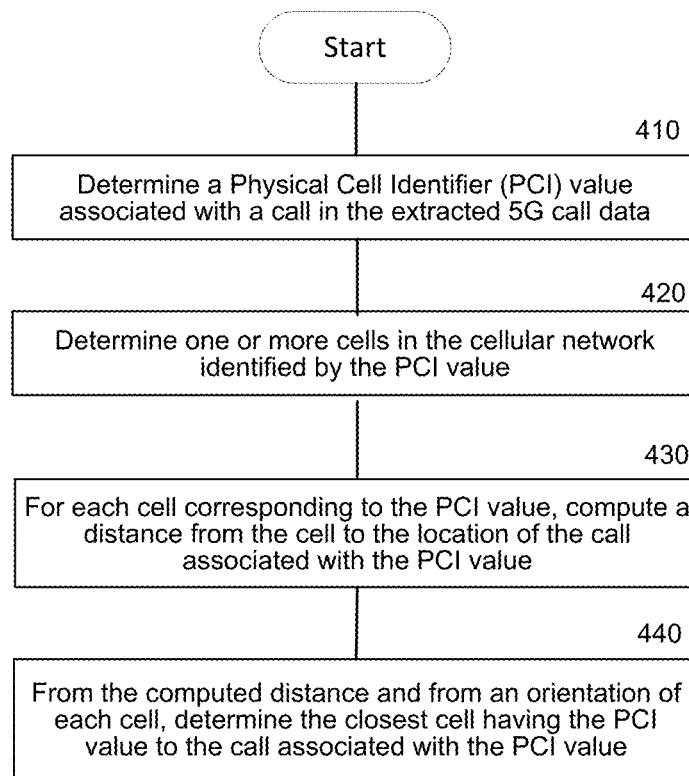 Start
410
Determine a Physical Cell Identifier (PCI) value
associated with a call in the extracted 5G call data
420
Determine one or more cells in the cellular network
identified by the PCI value
430
For each cell corresponding to the PCI value, compute a
distance from the cell to the location of the call
associated with the PCI value
440
From the computed distance and from an orientation of
each cell, determine the closest cell having the PCI
value to the call associated with the PCI value